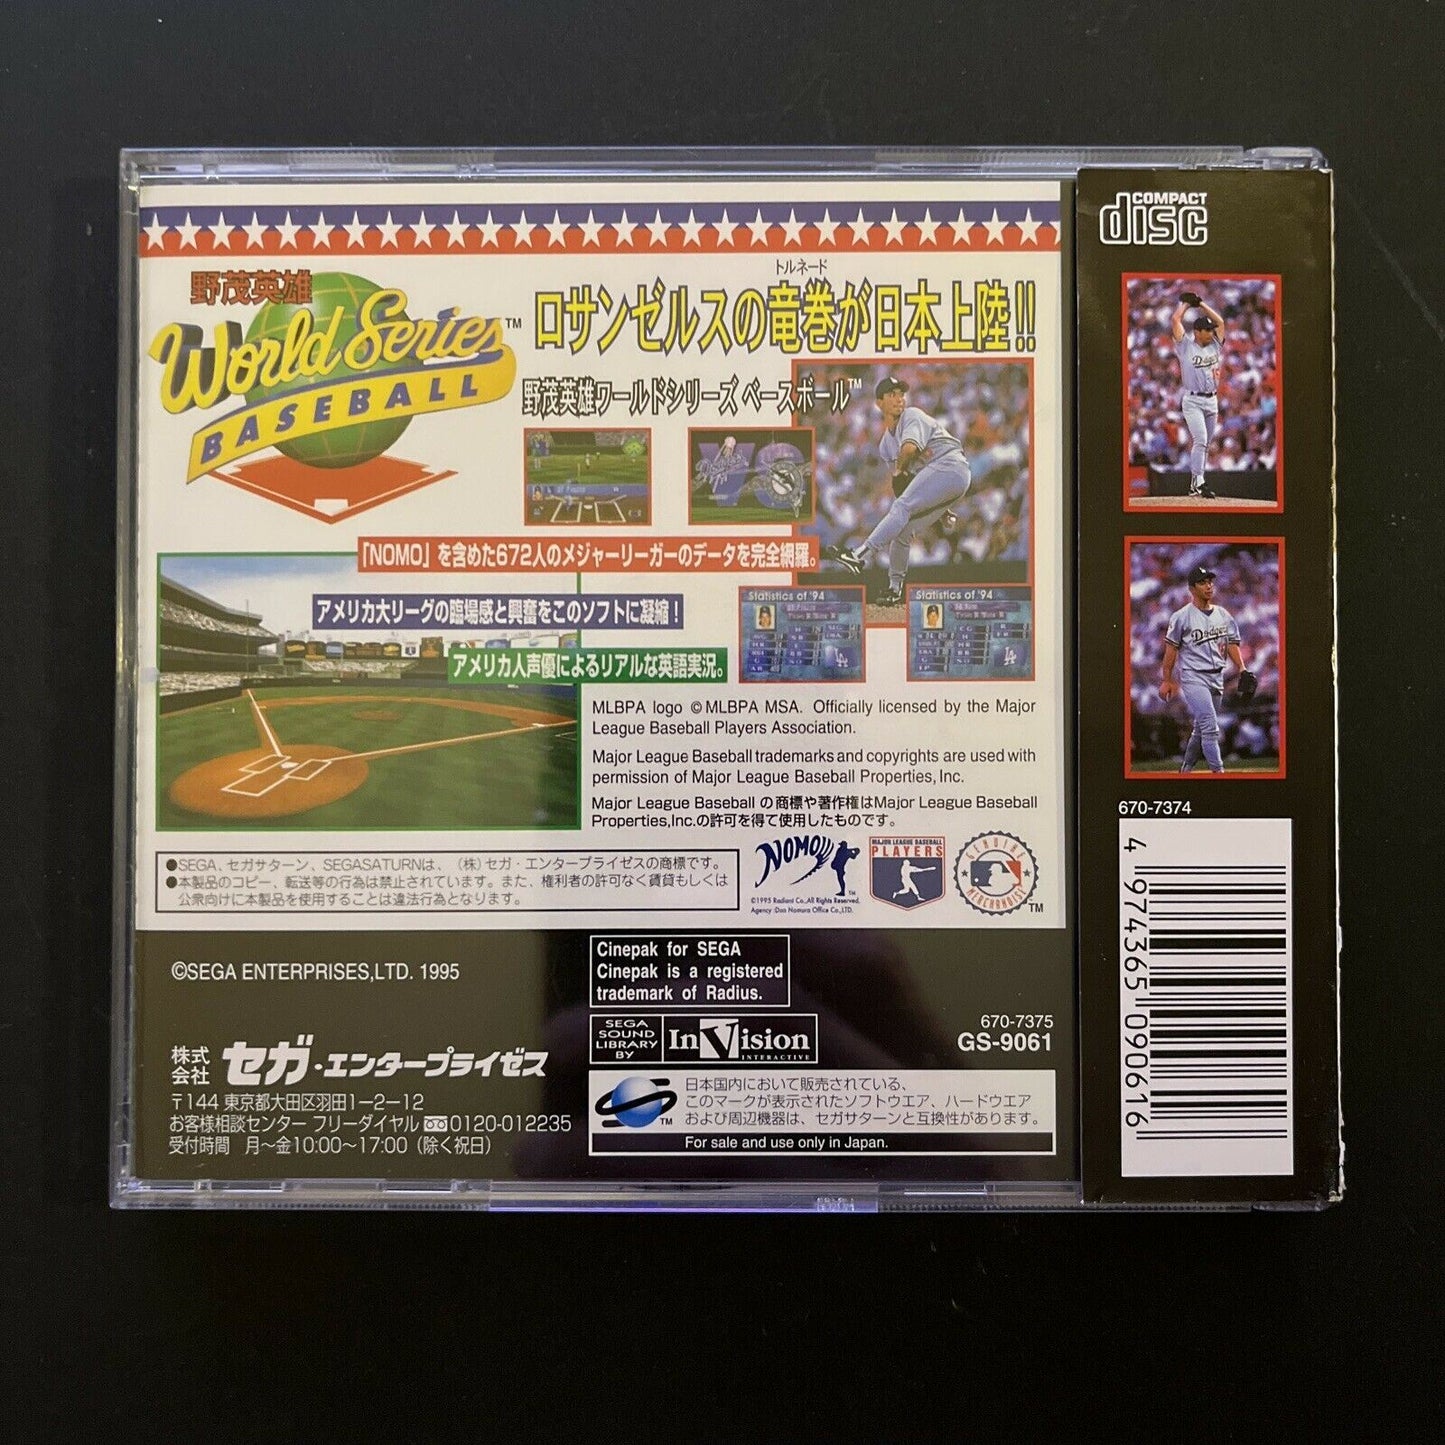 野茂英雄
World Series™
BASEBALL
トルネード
ロサンゼルスの竜巻が日本上陸!!
野茂英雄ワールドシリーズ ベースボール™
VS
「NOMO」を含めた672人のメジャーリーガーのデータを完全網羅。
アメリカ大リーグの臨場感と興奮をこのソフトに凝縮！
アメリカ人声優によるリアルな英語実況。
Statistics of '94
Statistics of '94
MLBPA logo ©MLBPA MSA. Officially licensed by the Major
League Baseball Players Association.
Major League Baseball trademarks and copyrights are used with
permission of Major League Baseball Properties, Inc.
Major League Baseball の商標や著作権はMajor League Baseball
Properties,Inc.の許可を得て使用したものです。
●SEGA、セガサターン、SEGASATURNは、（株）セガ・エンタープライゼスの商標です。
●本製品のコピー、転送等の行為は禁止されています。また、権利者の許可なく賃貸もしくは
公衆向けに本製品を使用することは違法行為となります。
NOMO
™
©1995 Radiant Co.,All Rights Reserved.
Agency :Dan Nomura Office Co.,LTD.
MAJOR LEAGUE BASEBALL
PLAYERS
GENUINE
MERCHANDISE
TM
©SEGA ENTERPRISES,LTD. 1995
Cinepak for SEGA
Cinepak is a registered
trademark of Radius.
SEGA
SOUND
LIBRARY
BY
InVision
INTERACTIVE
670-7375
GS-9061
株式
会社
セガ・エンタープライゼス
〒144 東京都大田区羽田1−2−12
お客様相談センター フリーダイヤル 0120-012235
受付時間 月〜金10:00〜17:00（除く祝日）
TM
日本国内において販売されている、
このマークが表示されたソフトウエア、ハードウエア
および周辺機器は、セガサターンと互換性があります。
For sale and use only in Japan.
COMPACT
disc
Dodgers
Dodgers
670-7374
4 974365 090616